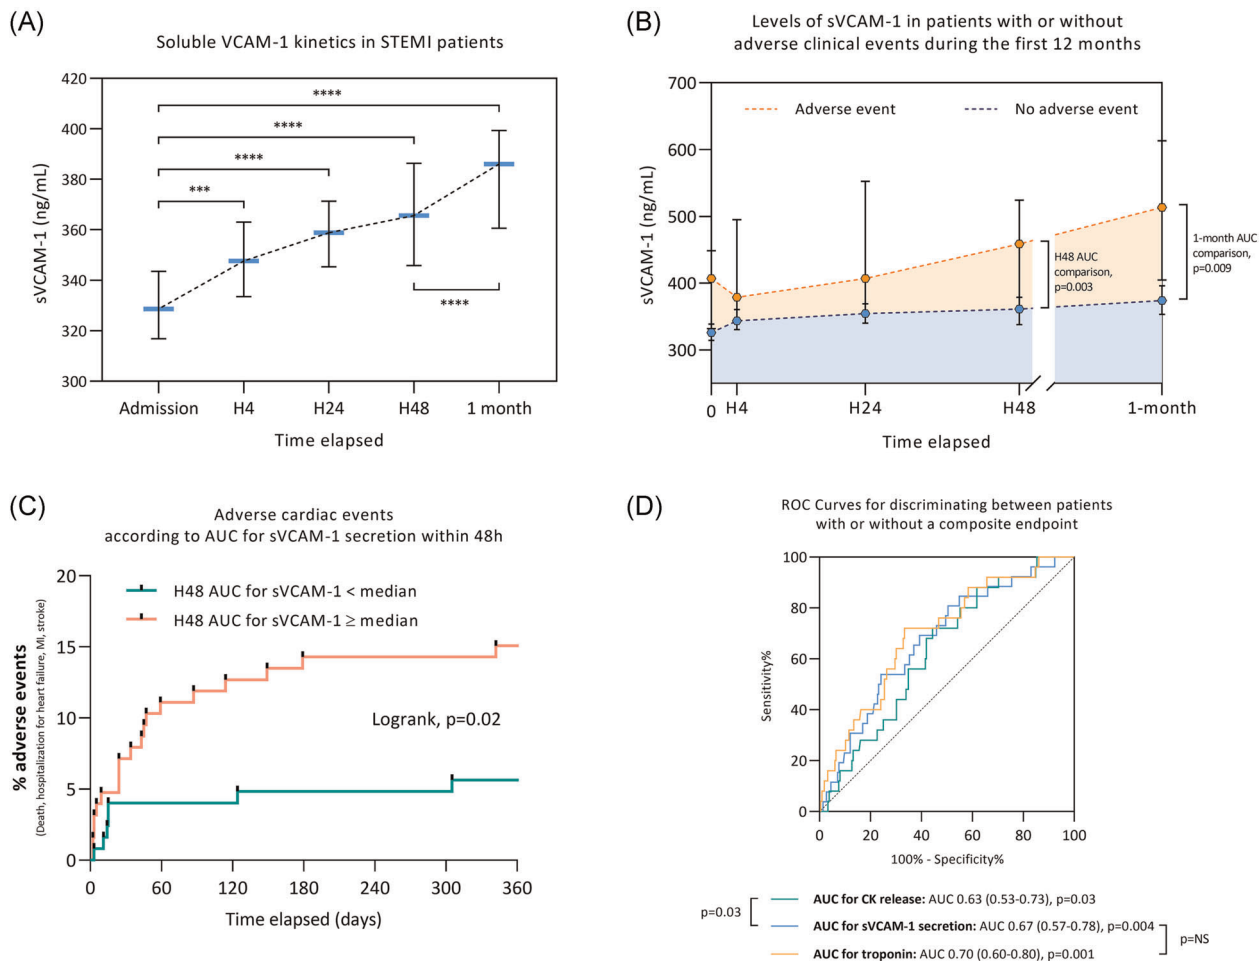 (A)
Soluble VCAM-1 kinetics in STEMI patients
sVCAM-1 (ng/mL)
420
400
380
360
340
320
300
****
****
****
***
****
Admission
H4
H24
H48
1 month
Time elapsed
(B)
Levels of sVCAM-1 in patients with or without
adverse clinical events during the first 12 months
sVCAM-1 (ng/mL)
700
600
500
400
300
Adverse event
No adverse event
H48 AUC
comparison,
p=0.003
1-month AUC
comparison,
p=0.009
0
H4
H24
H48
1-month
Time elapsed
(C)
Adverse cardiac events
according to AUC for sVCAM-1 secretion within 48h
% adverse events
(Death, hospitalization for heart failure, MI, stroke)
20
15
10
5
0
H48 AUC for sVCAM-1 < median
H48 AUC for sVCAM-1 ≥ median
Logrank, p=0.02
0
60
120
180
240
300
360
Time elapsed (days)
(D)
ROC Curves for discriminating between patients
with or without a composite endpoint
Sensitivity%
100
80
60
40
20
0
0
20
40
60
80
100
100% - Specificity%
p=0.03
AUC for CK release: AUC 0.63 (0.53-0.73), p=0.03
AUC for sVCAM-1 secretion: AUC 0.67 (0.57-0.78), p=0.004
AUC for troponin: AUC 0.70 (0.60-0.80), p=0.001
p=NS